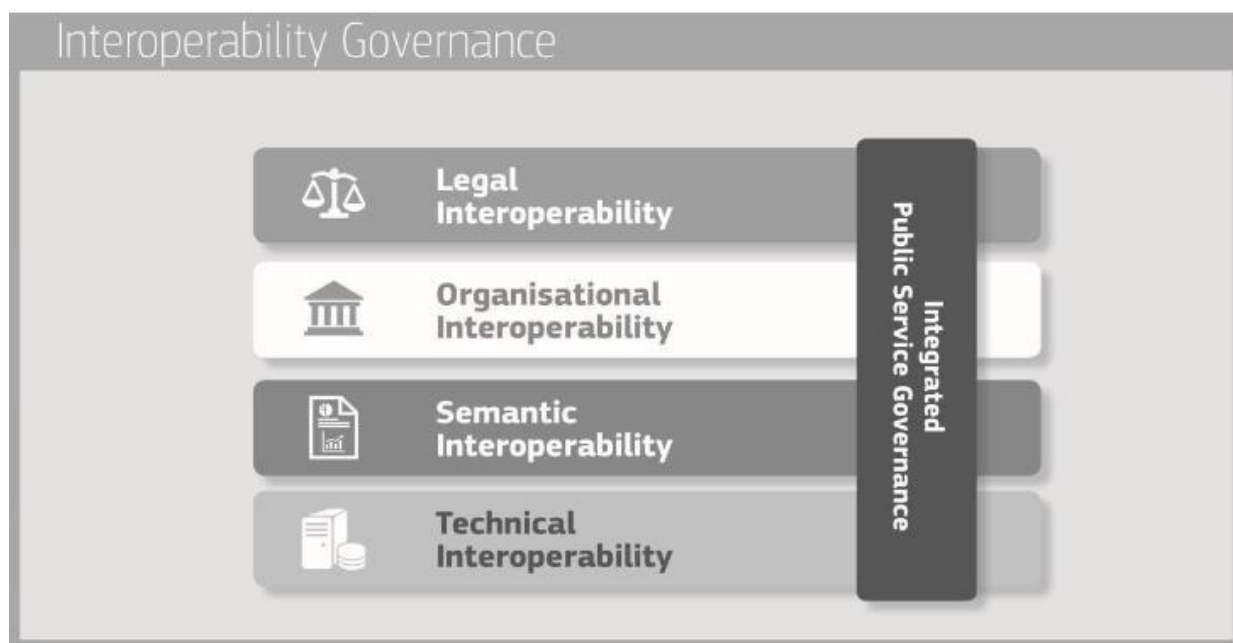 Interoperability Governance
Legal
Interoperability
Organisational
Interoperability
Semantic
Interoperability
Technical
Interoperability
Integrated
Public Service Governance